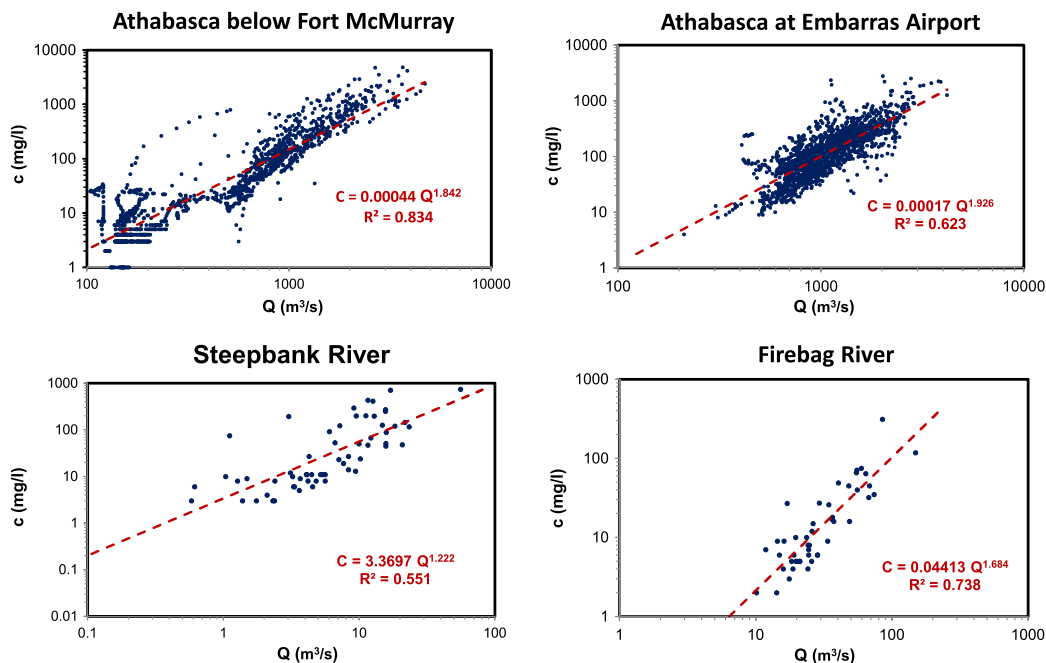 Athabasca below Fort McMurray
10000
1000
100
10
1
c (mg/l)
C = 0.00044 Q1.842
R² = 0.834
100
1000
10000
Q (m³/s)
Athabasca at Embarras Airport
10000
1000
100
10
1
c (mg/l)
C = 0.00017 Q1.926
R² = 0.623
100
1000
10000
Q (m³/s)
Steepbank River
1000
100
10
1
0.1
0.01
c (mg/l)
C = 3.3697 Q1.222
R² = 0.551
0.1
1
10
100
Q (m³/s)
Firebag River
1000
100
10
1
c (mg/l)
C = 0.04413 Q1.684
R² = 0.738
1
10
100
1000
Q (m³/s)